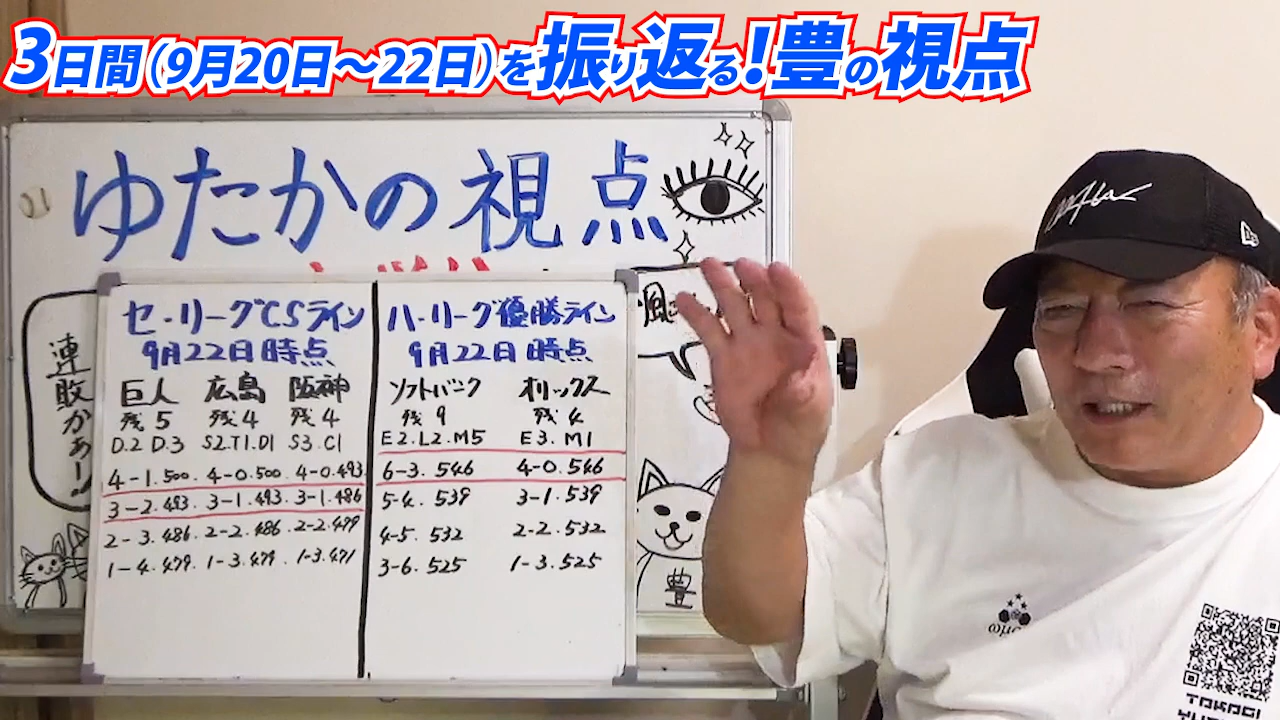 3日間(9月20日～22日)を振り返る!豊の視点
ゆたかの視点
連敗かぁー!
セ・リーグCSライン
9月22日時点
巨人 広島 阪神
残5 残4 残4
D.2 D.3 S2.T1.D1 S3.C1
4-1.500. 4-0.500. 4-0.493
3-2.493. 3-1.493. 3-1.486
2-3.486. 2-2.486. 2-2.479
1-4.479. 1-3.479. 1-3.471
パ・リーグ優勝ライン
9月22日時点
ソフトバンク オリックス
残9 残4
E2.L2.M5 E3.M1
6-3.546 4-0.546
5-4.539 3-1.539
4-5.532 2-2.532
3-6.525 1-3.525
風
豊
TAKAGI